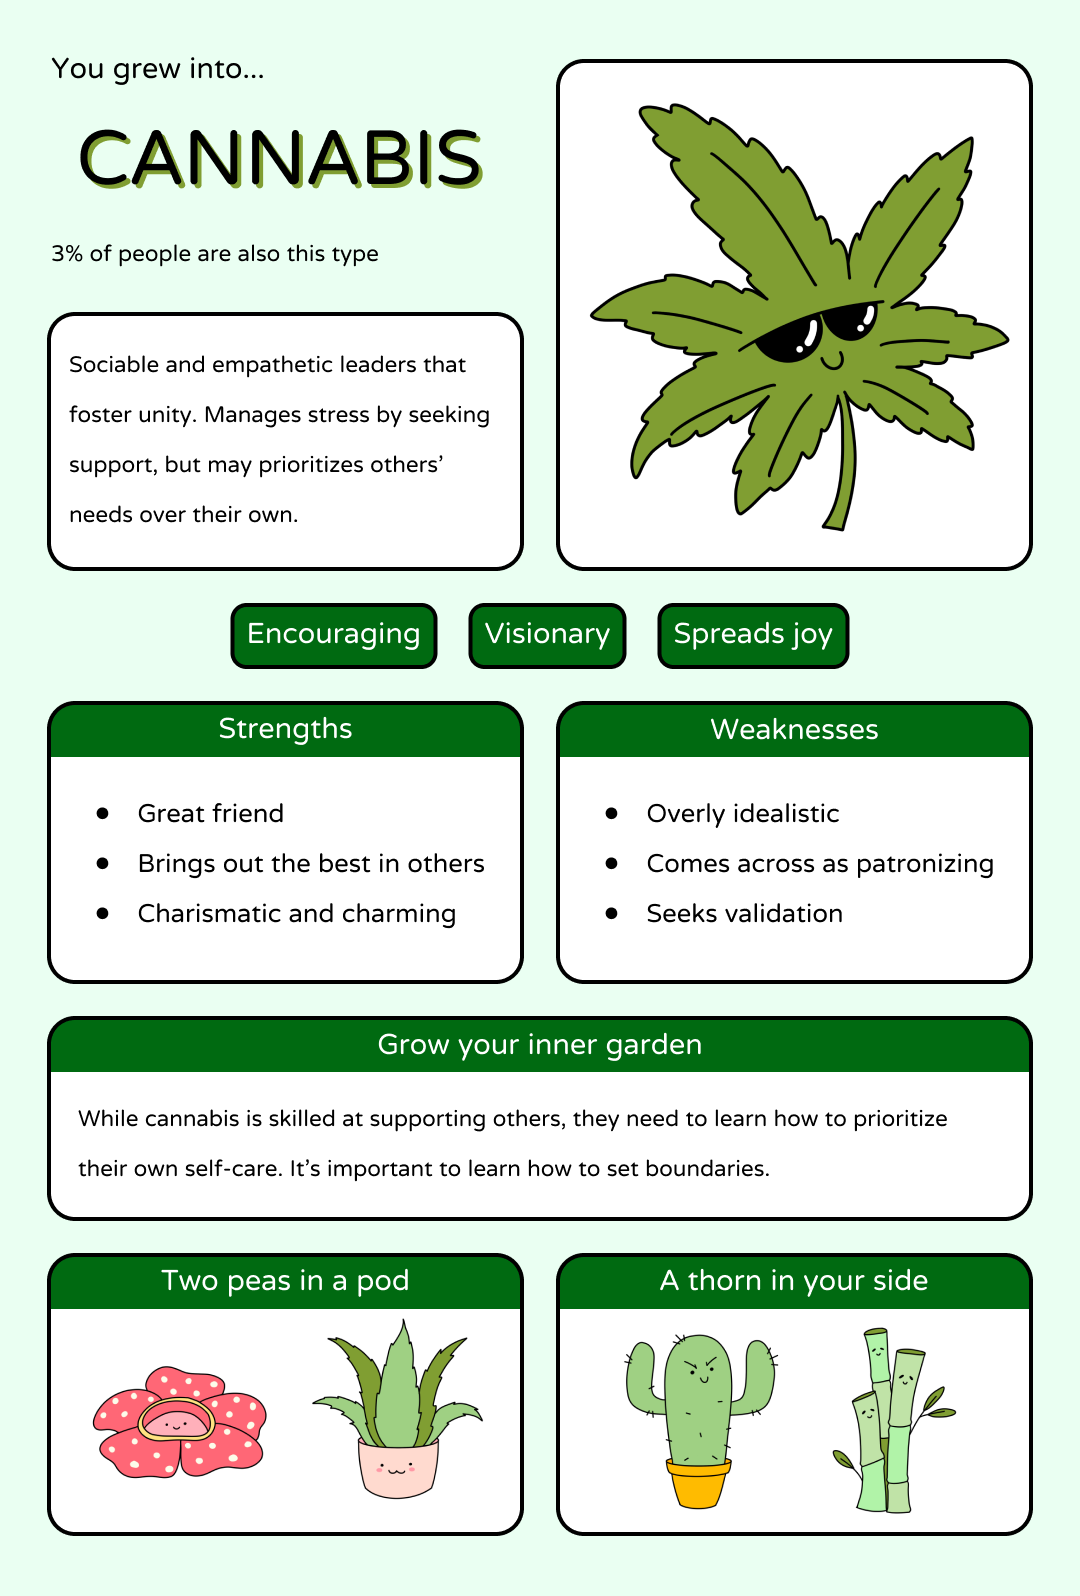 You grew into...
CANNABIS
3% of people are also this type
Sociable and empathetic leaders that
foster unity. Manages stress by seeking
support, but may prioritizes others’
needs over their own.
Encouraging
Visionary
Spreads joy
Strengths
● Great friend
● Brings out the best in others
● Charismatic and charming
Weaknesses
● Overly idealistic
● Comes across as patronizing
● Seeks validation
Grow your inner garden
While cannabis is skilled at supporting others, they need to learn how to prioritize
their own self-care. It’s important to learn how to set boundaries.
Two peas in a pod
A thorn in your side